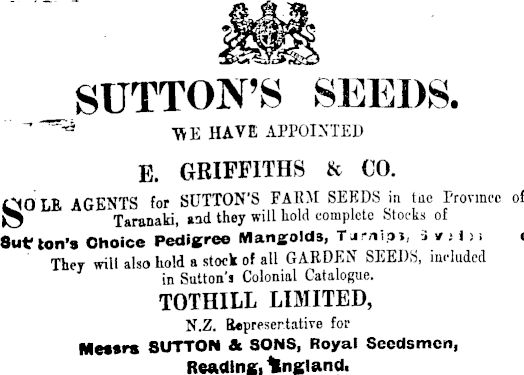 SUTTON'S SEEDS.
WE HAVE APPOINTED
E. GRIFFITHS & CO.
SOLE AGENTS for SUTTON'S FARM SEEDS in tne Province of
Taranaki, and they will hold complete Stocks of
Sutton's Choice Pedigree Mangolds, Turnips,
They will also hold a stock of all GARDEN SEEDS, included
in Sutton's Colonial Catalogue.
TOTHILL LIMITED,
N.Z. Representative for
Messrs SUTTON & SONS, Royal Seedsmen,
Reading, England.